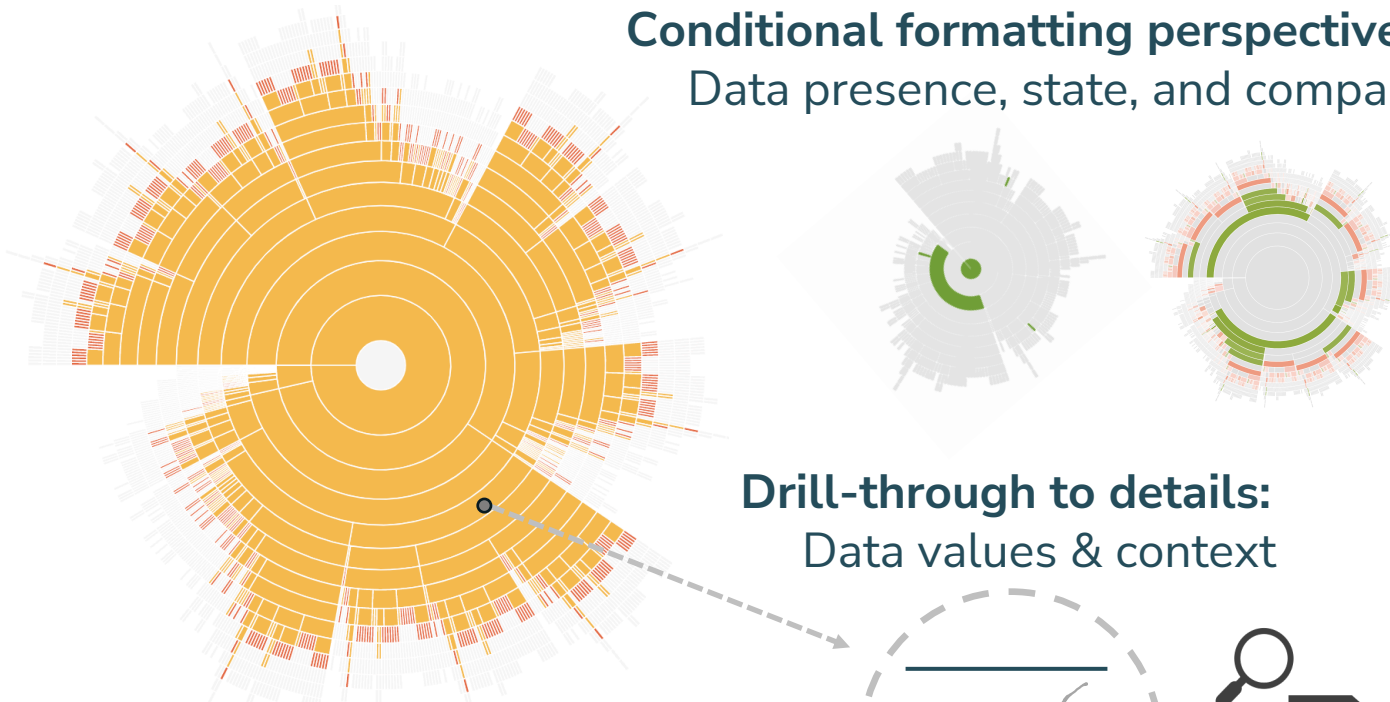 Conditional formatting perspective
Data presence, state, and compa
Drill-through to details:
Data values & context